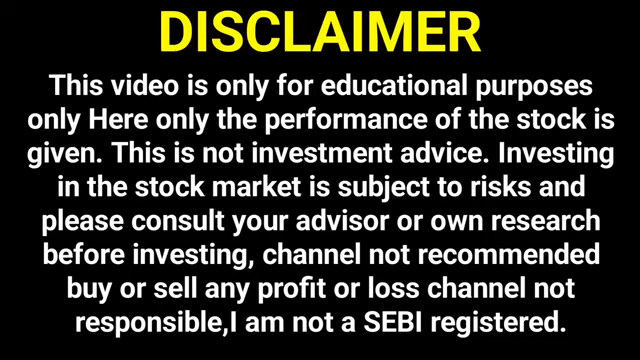 DISCLAIMER
This video is only for educational purposes
only Here only the performance of the stock is
given. This is not investment advice. Investing
in the stock market is subject to risks and
please consult your advisor or own research
before investing, channel not recommended
buy or sell any profit or loss channel not
responsible,I am not a SEBI registered.